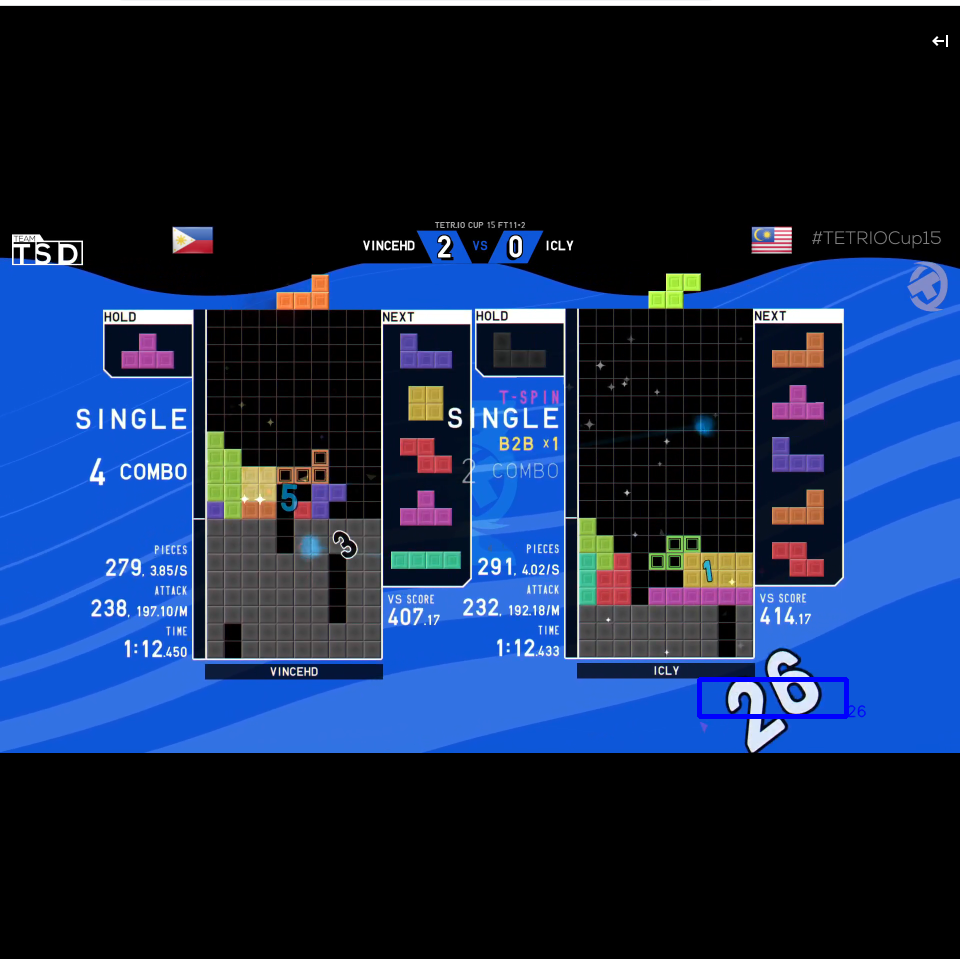 TETR.IO CUP 15 FT11-2
TEAM
TSD
VINCEHD 2 VS 0 ICLY
#TETRIOCup15
HOLD
NEXT
SINGLE
4 COMBO
5
3
PIECES
279, 3.85/S
ATTACK
238, 197.10/M
TIME
1:12.450
VS SCORE
407.17
VINCEHD
HOLD
NEXT
T-SPIN
SINGLE
B2B ×1
2 COMBO
1
PIECES
291, 4.02/S
ATTACK
232, 192.18/M
TIME
1:12.433
VS SCORE
414.17
ICLY
26
26